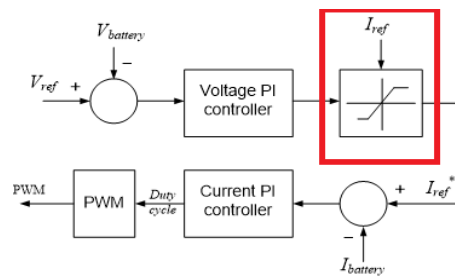 V_battery
I_ref
V_ref
+
−
Voltage PI
controller
PWM
PWM
Duty
cycle
Current PI
controller
+
I_ref*
−
I_battery